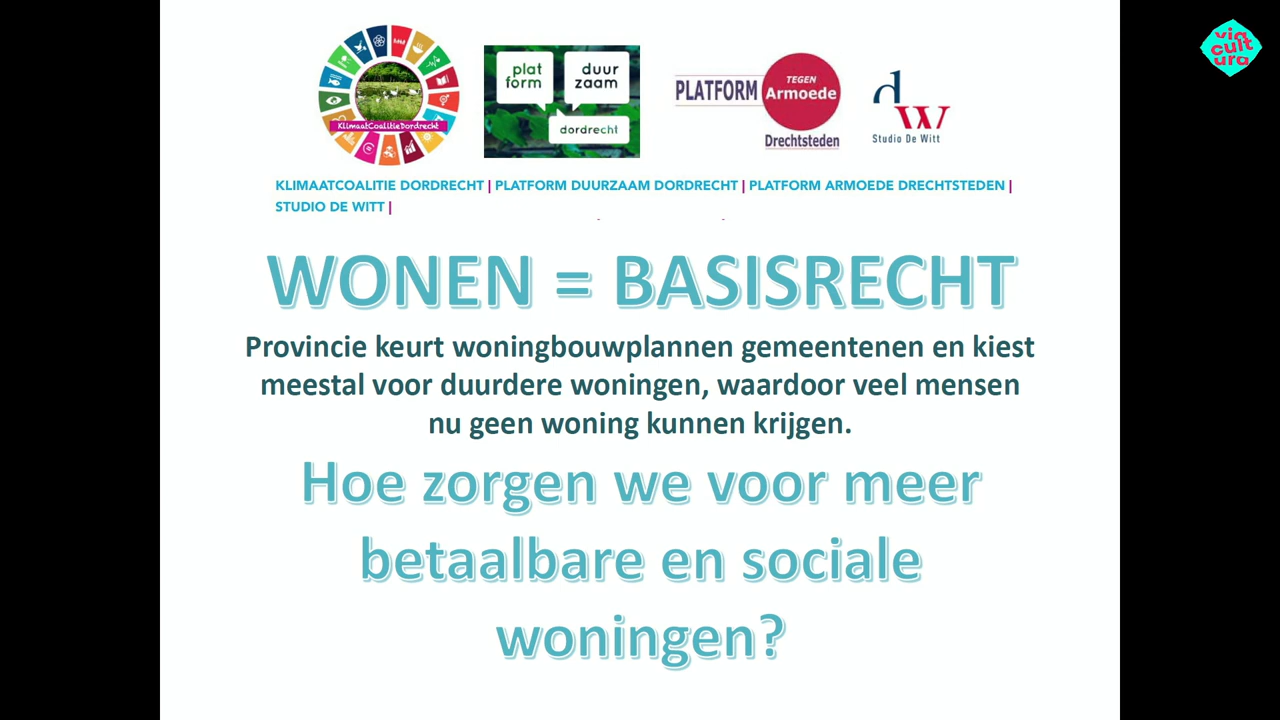 via
cult
ura
KlimaatCoalitieDordrecht
plat
form
duur
zaam
dordrecht
PLATFORM
TEGEN
Armoede
Drechtsteden
dW
Studio De Witt
KLIMAATCOALITIE DORDRECHT | PLATFORM DUURZAAM DORDRECHT | PLATFORM ARMOEDE DRECHTSTEDEN |
STUDIO DE WITT |
WONEN = BASISRECHT
Provincie keurt woningbouwplannen gemeentenen en kiest
meestal voor duurdere woningen, waardoor veel mensen
nu geen woning kunnen krijgen.
Hoe zorgen we voor meer
betaalbare en sociale
woningen?